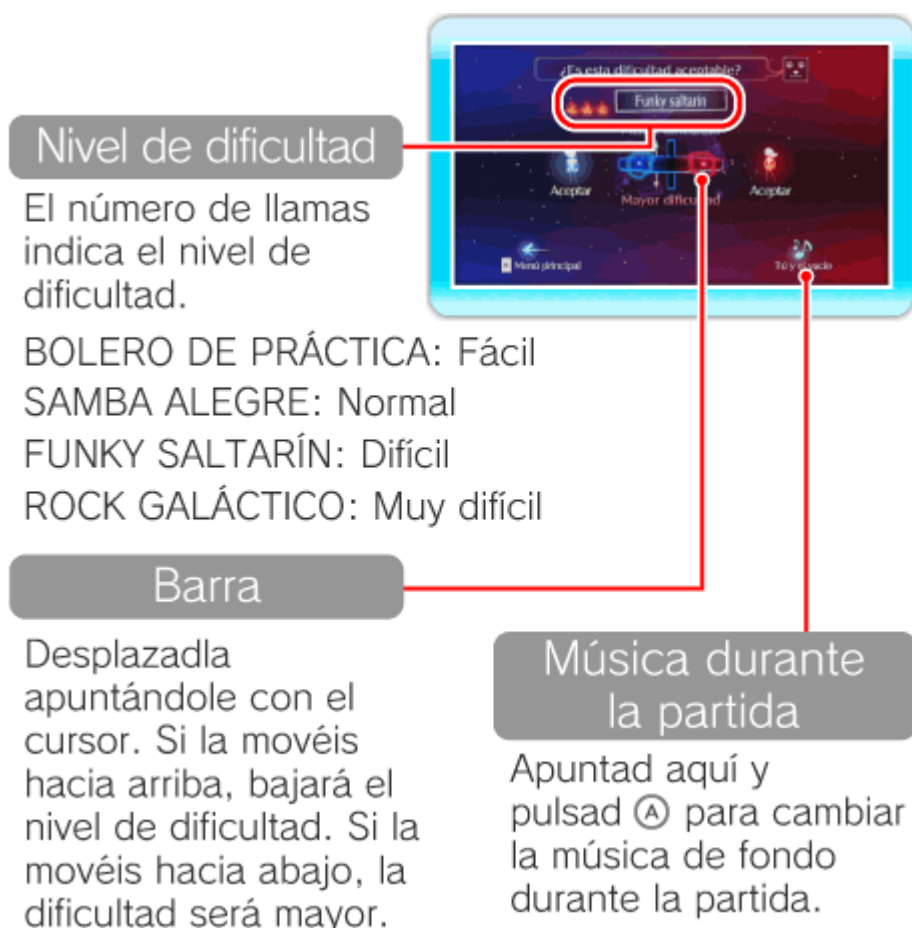 ¿Es esta dificultad aceptable?
Funky saltarín
Aceptar
Aceptar
Mayor dificultad
Menú principal
Tú y el vacío
Nivel de dificultad
El número de llamas
indica el nivel de
dificultad.
BOLERO DE PRÁCTICA: Fácil
SAMBA ALEGRE: Normal
FUNKY SALTARÍN: Difícil
ROCK GALÁCTICO: Muy difícil
Barra
Desplazadla
apuntándole con el
cursor. Si la movéis
hacia arriba, bajará el
nivel de dificultad. Si la
movéis hacia abajo, la
dificultad será mayor.
Música durante
la partida
Apuntad aquí y
pulsad Ⓐ para cambiar
la música de fondo
durante la partida.